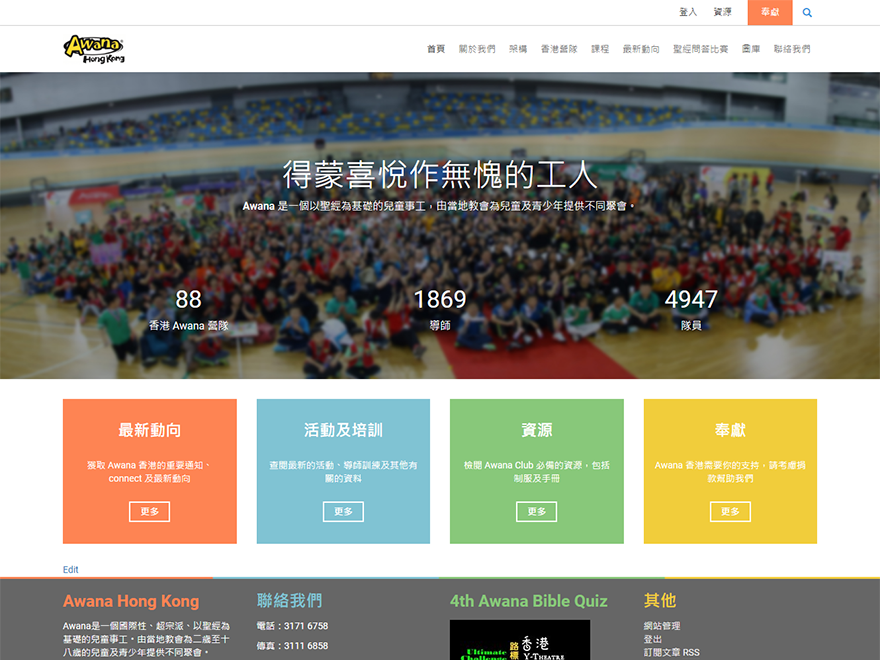 登入 資源 奉獻
Awana
Hong Kong
首頁 關於我們 架構 香港營隊 課程 最新動向 聖經問答比賽 圖庫 聯絡我們
得蒙喜悅作無愧的工人
Awana 是一個以聖經為基礎的兒童事工，由當地教會為兒童及青少年提供不同聚會。
88 1869 4947
香港 Awana 營隊 導師 隊員
最新動向 活動及培訓 資源 奉獻
獲取 Awana 香港的重要通知、
connect 及最新動向
查閱最新的活動、導師訓練及其他有
關的資料
檢閱 Awana Club 必備的資源，包括
制服及手冊
Awana 香港需要你的支持，請考慮捐
款幫助我們
更多 更多 更多 更多
Edit
Awana Hong Kong
Awana是一個國際性、超宗派、以聖經為
基礎的兒童事工。由當地教會為二歲至十
八歲的兒童及青少年提供不同聚會。
聯絡我們
電話：3171 6758
傳真：3111 6858
4th Awana Bible Quiz
Ultimate
路標
香港
Y-THEATRE
其他
網站管理
登出
訂閱文章 RSS